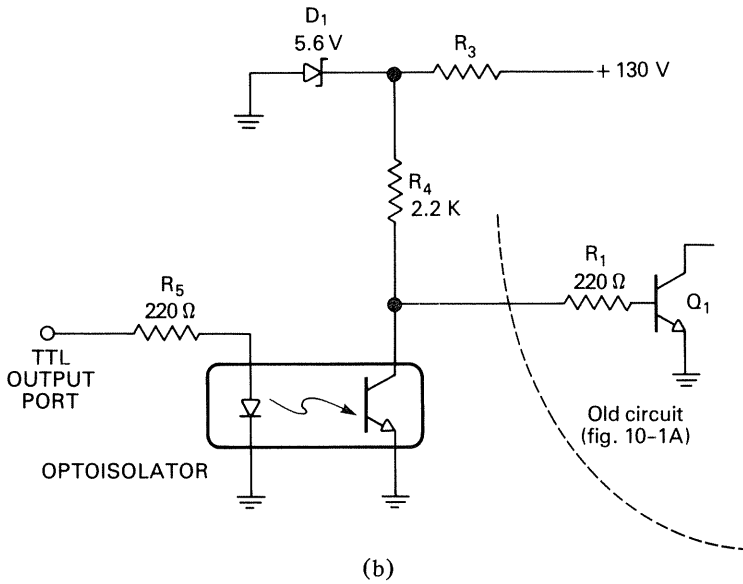 D₁
5.6 V
R₃
+ 130 V
R₄
2.2 K
R₁
220 Ω
Q₁
R₅
220 Ω
TTL
OUTPUT
PORT
OPTOISOLATOR
Old circuit
(fig. 10-1A)
(b)